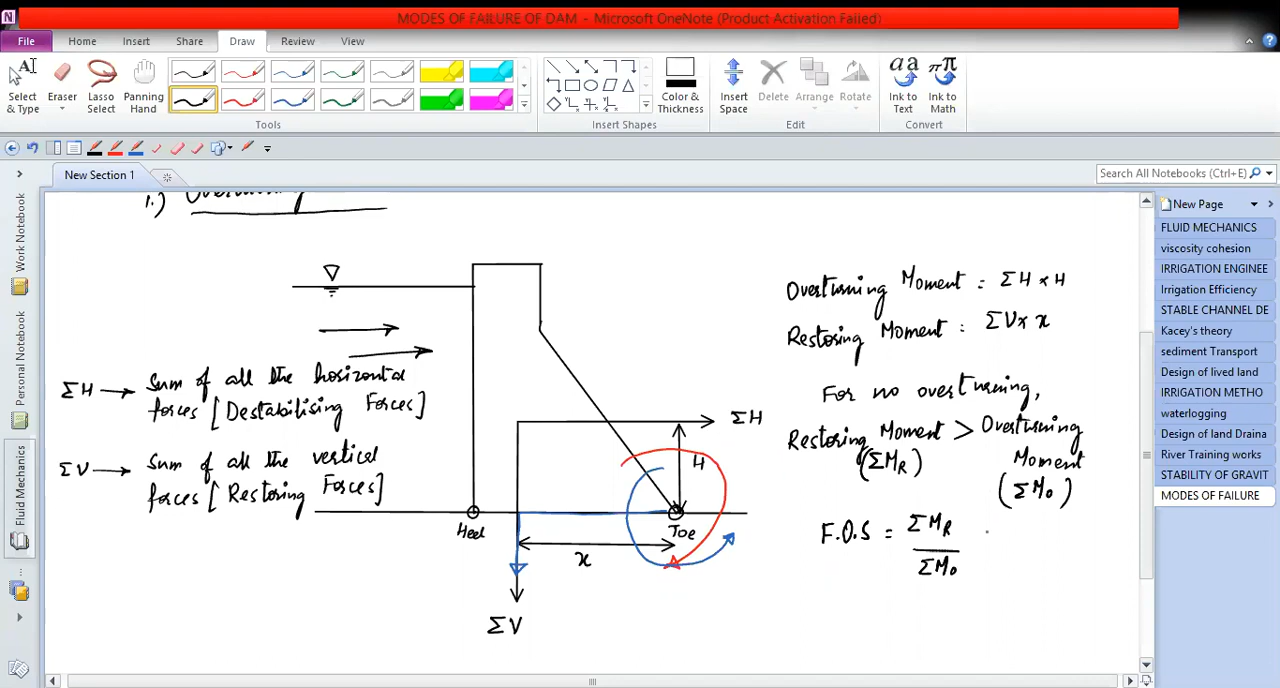 MODES OF FAILURE OF DAM - Microsoft OneNote (Product Activation Failed)
File Home Insert Share Draw Review View
Select & Type
Eraser
Lasso Select
Panning Hand
Tools
Insert Shapes
Color & Thickness
Insert Space
Delete
Arrange
Rotate
Edit
Ink to Text
Ink to Math
Convert
New Section 1
Search All Notebooks (Ctrl+E)
Work Notebook
Personal Notebook
Fluid Mechanics
New Page
FLUID MECHANICS
viscosity cohesion
IRRIGATION ENGINEE
Irrigation Efficiency
STABLE CHANNEL DE
Kacey's theory
sediment Transport
Design of lived land
IRRIGATION METHO
waterlogging
Design of land Draina
River Training works
STABILITY OF GRAVIT
MODES OF FAILURE
1.) Overturning
ΣH → Sum of all the horizontal
forces [Destabilising Forces]
ΣV → Sum of all the vertical
forces [Restoring Forces]
ΣH
H
Heel
Toe
x
ΣV
Overturning Moment = ΣH × H
Restoring Moment = ΣV × x
For no overturning,
Restoring Moment > Overturning
(ΣMR) Moment
(ΣMo)
F.O.S = ΣMR
ΣMo